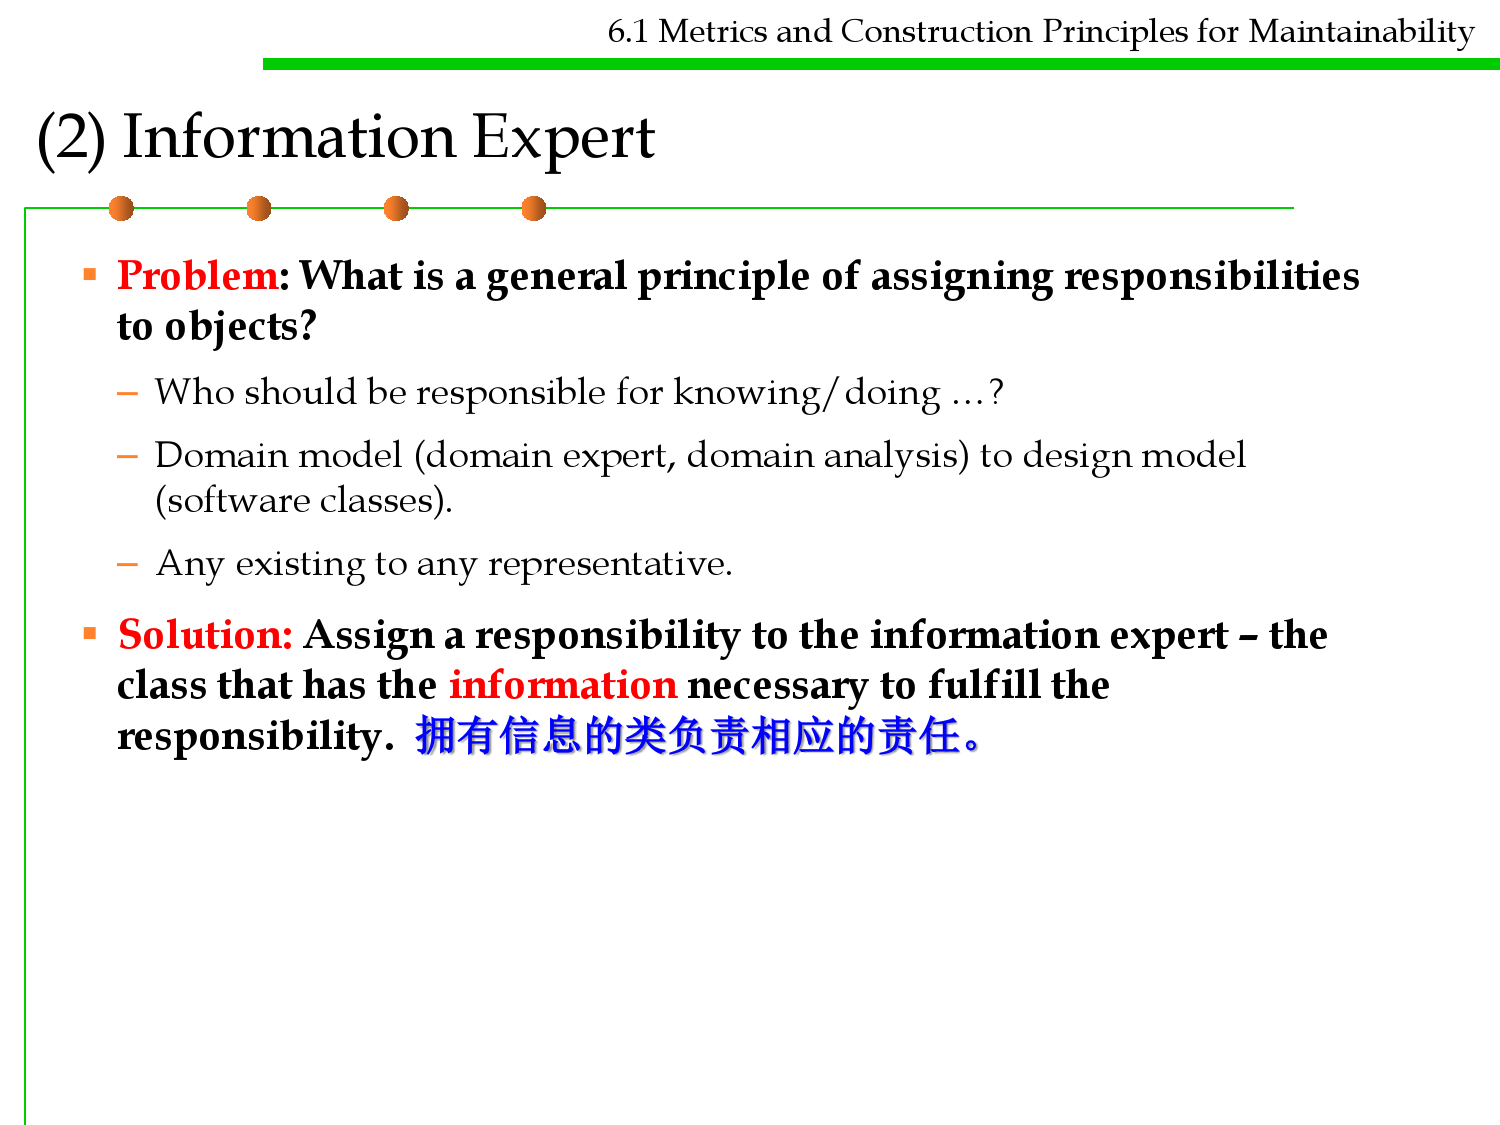 6.1 Metrics and Construction Principles for Maintainability
(2) Information Expert
▪ Problem: What is a general principle of assigning responsibilities
to objects?
– Who should be responsible for knowing/doing …?
– Domain model (domain expert, domain analysis) to design model
(software classes).
– Any existing to any representative.
▪ Solution: Assign a responsibility to the information expert – the
class that has the information necessary to fulfill the
responsibility. 拥有信息的类负责相应的责任。